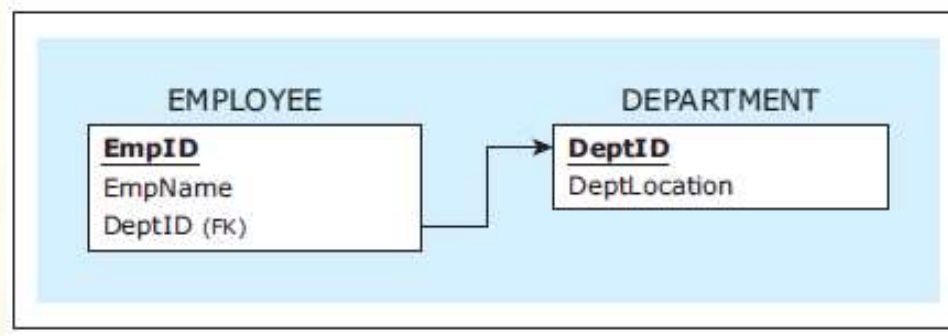 EMPLOYEE
EmpID
EmpName
DeptID (FK)
DEPARTMENT
DeptID
DeptLocation